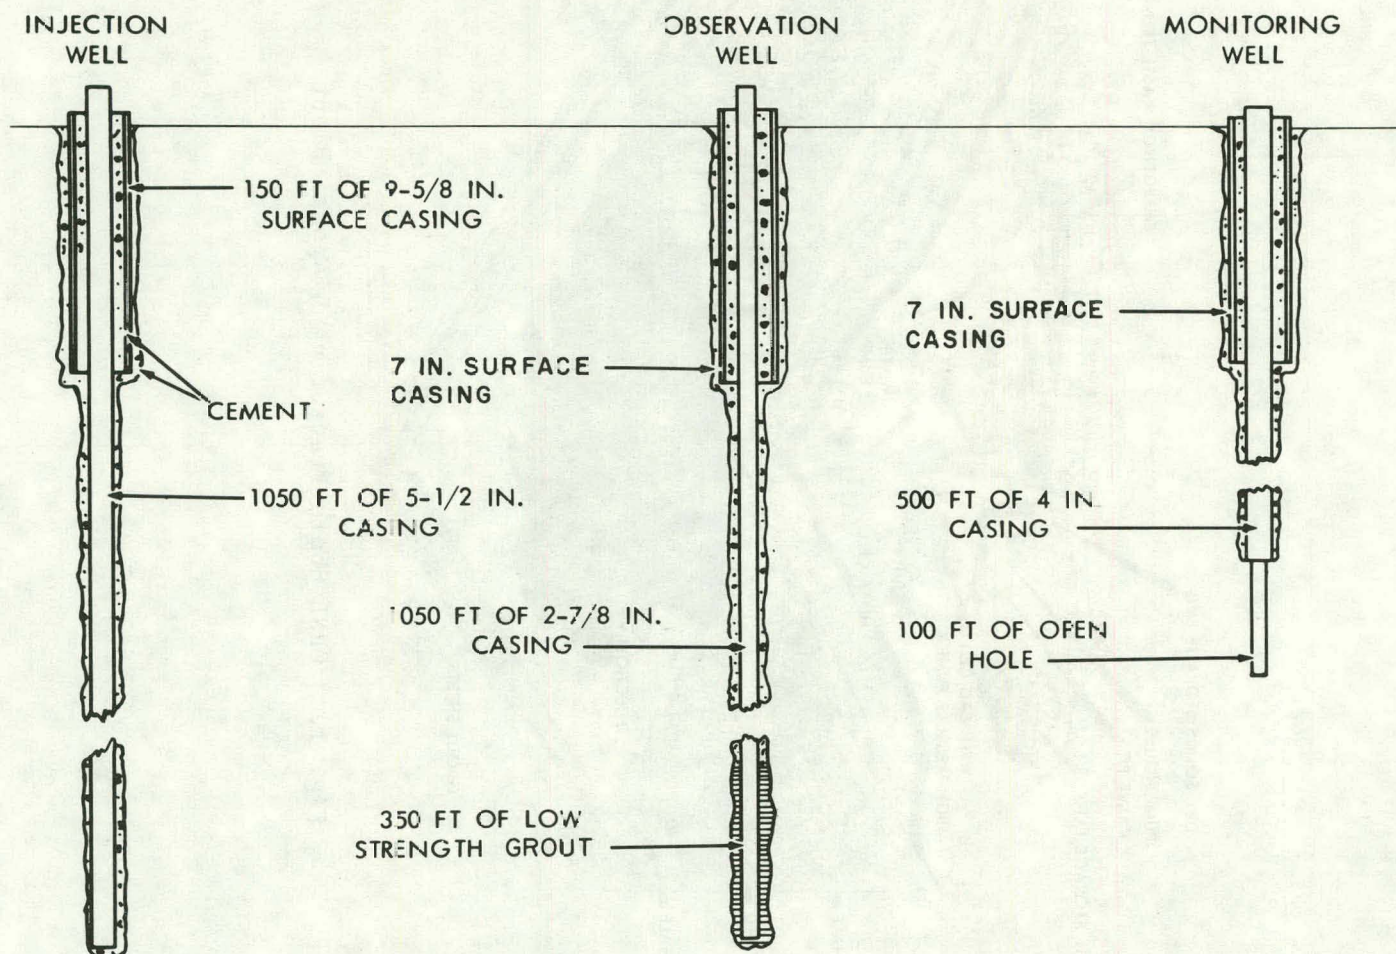 INJECTION
WELL
OBSERVATION
WELL
MONITORING
WELL
150 FT OF 9-5/8 IN.
SURFACE CASING
7 IN. SURFACE
CASING
7 IN. SURFACE
CASING
CEMENT
1050 FT OF 5-1/2 IN.
CASING
500 FT OF 4 IN
CASING
1050 FT OF 2-7/8 IN.
CASING
100 FT OF OPEN
HOLE
350 FT OF LOW
STRENGTH GROUT